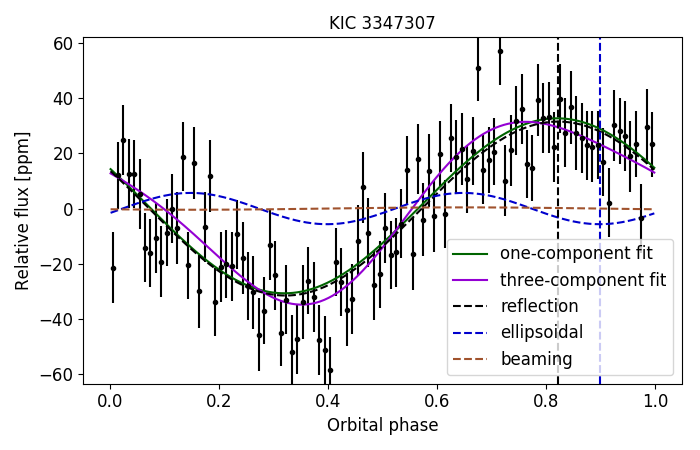 KIC 3347307
Relative flux [ppm]
60
40
20
0
−20
−40
−60
one-component fit
three-component fit
reflection
ellipsoidal
beaming
0.0 0.2 0.4 0.6 0.8 1.0
Orbital phase